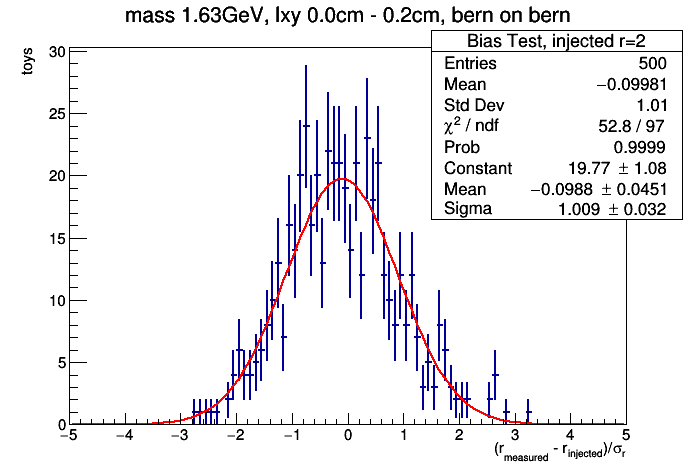 mass 1.63GeV, lxy 0.0cm - 0.2cm, bern on bern
Bias Test, injected r=2
Entries 500
Mean −0.09981
Std Dev 1.01
χ² / ndf 52.8 / 97
Prob 0.9999
Constant 19.77 ± 1.08
Mean −0.0988 ± 0.0451
Sigma 1.009 ± 0.032
toys
30
25
20
15
10
5
0
−5 −4 −3 −2 −1 0 1 2 3 4 5
(r_measured - r_injected)/σ_r